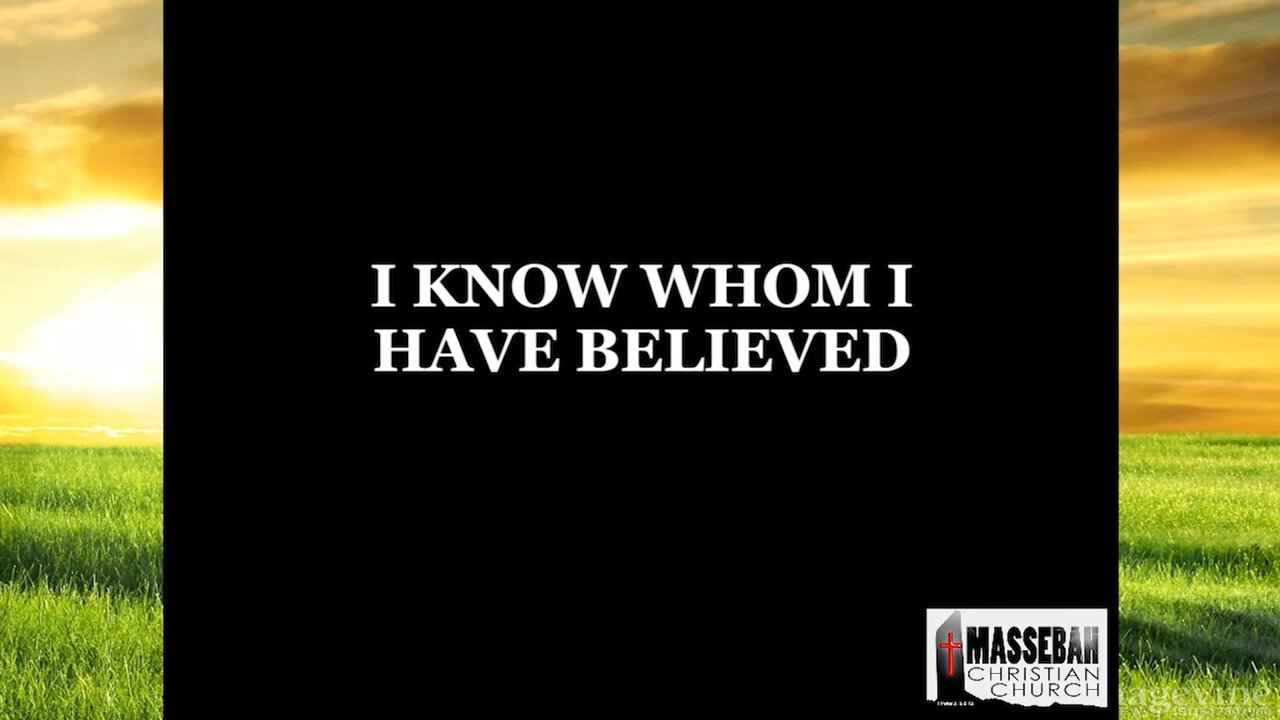 I KNOW WHOM I
HAVE BELIEVED
MASSEBAH
CHRISTIAN
CHURCH